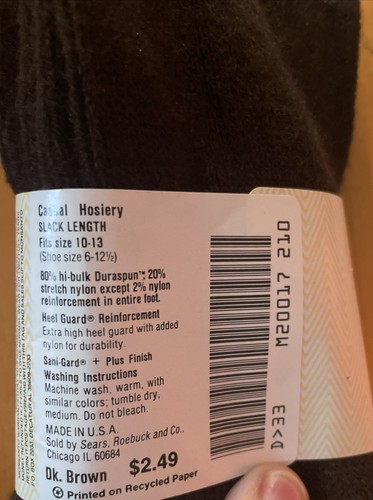 Ca  al Hosiery
SLACK LENGTH
Fits size 10-13
(Shoe size 6-12½)
80% hi-bulk Duraspun™; 20%
stretch nylon except 2% nylon
reinforcement in entire foot.
Heel Guard® Reinforcement
Extra high heel guard with added
nylon for durability.
Sani-Gard® + Plus Finish
Washing Instructions
Machine wash, warm, with
similar colors; tumble dry,
medium. Do not bleach.
MADE IN U.S.A.
Sold by Sears, Roebuck and Co.,
Chicago IL 60684
Dk. Brown $2.49
Printed on Recycled Paper
M20017 210
D>33